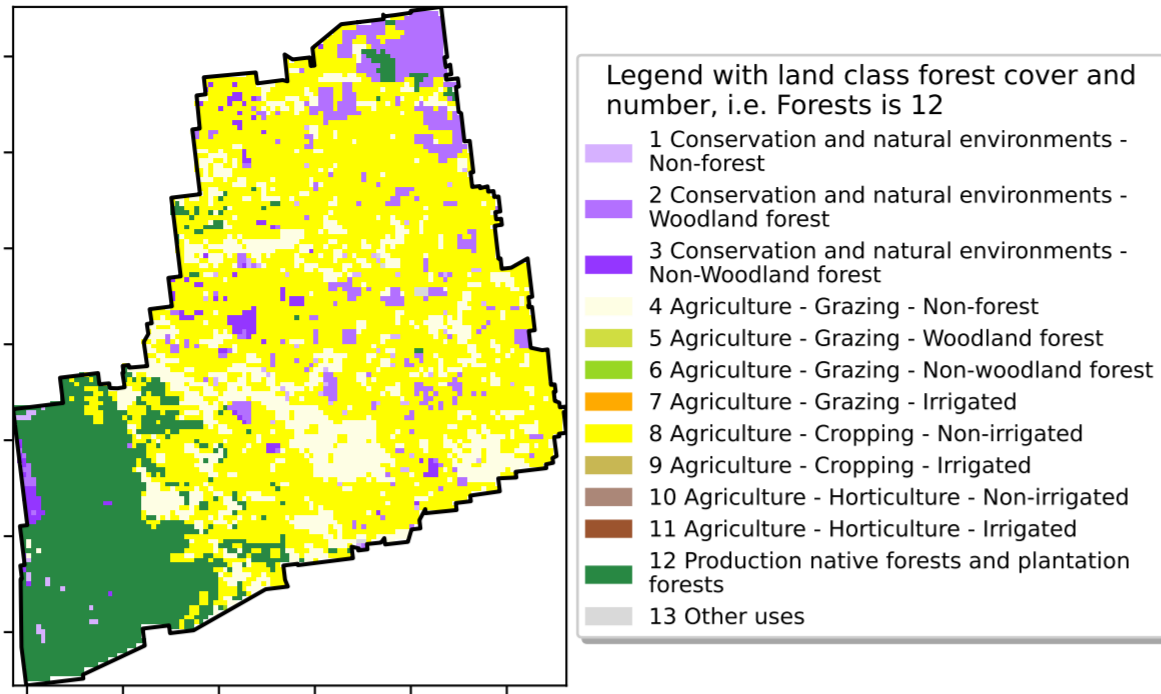 Legend with land class forest cover and
number, i.e. Forests is 12
1 Conservation and natural environments -
Non-forest
2 Conservation and natural environments -
Woodland forest
3 Conservation and natural environments -
Non-Woodland forest
4 Agriculture - Grazing - Non-forest
5 Agriculture - Grazing - Woodland forest
6 Agriculture - Grazing - Non-woodland forest
7 Agriculture - Grazing - Irrigated
8 Agriculture - Cropping - Non-irrigated
9 Agriculture - Cropping - Irrigated
10 Agriculture - Horticulture - Non-irrigated
11 Agriculture - Horticulture - Irrigated
12 Production native forests and plantation
forests
13 Other uses